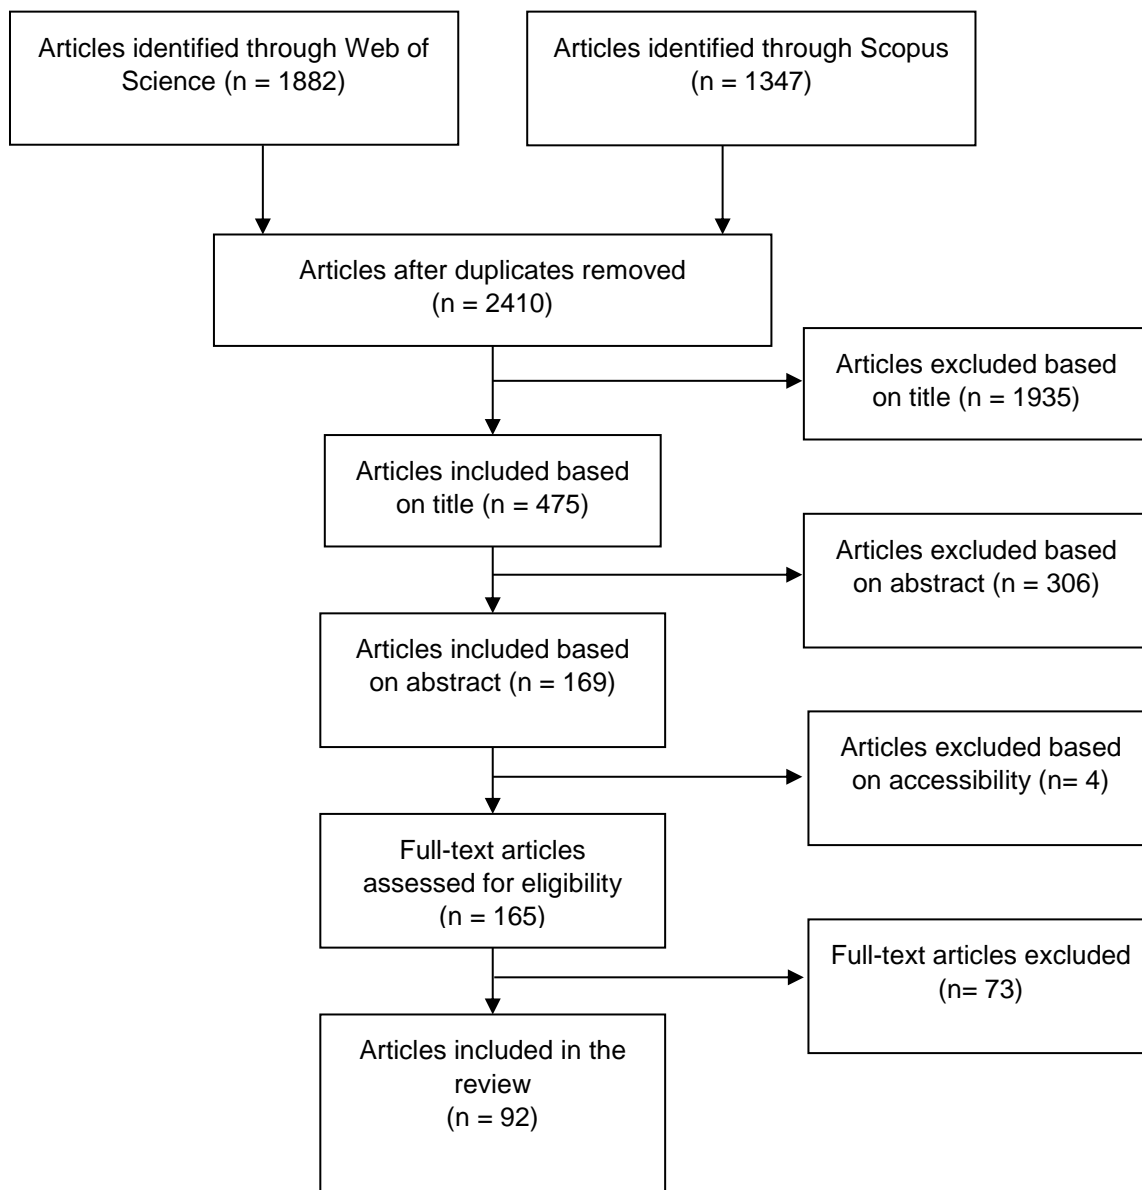 Articles identified through Web of
Science (n = 1882)
Articles identified through Scopus
(n = 1347)
Articles after duplicates removed
(n = 2410)
Articles excluded based
on title (n = 1935)
Articles included based
on title (n = 475)
Articles excluded based
on abstract (n = 306)
Articles included based
on abstract (n = 169)
Articles excluded based
on accessibility (n= 4)
Full-text articles
assessed for eligibility
(n = 165)
Full-text articles excluded
(n= 73)
Articles included in the
review
(n = 92)